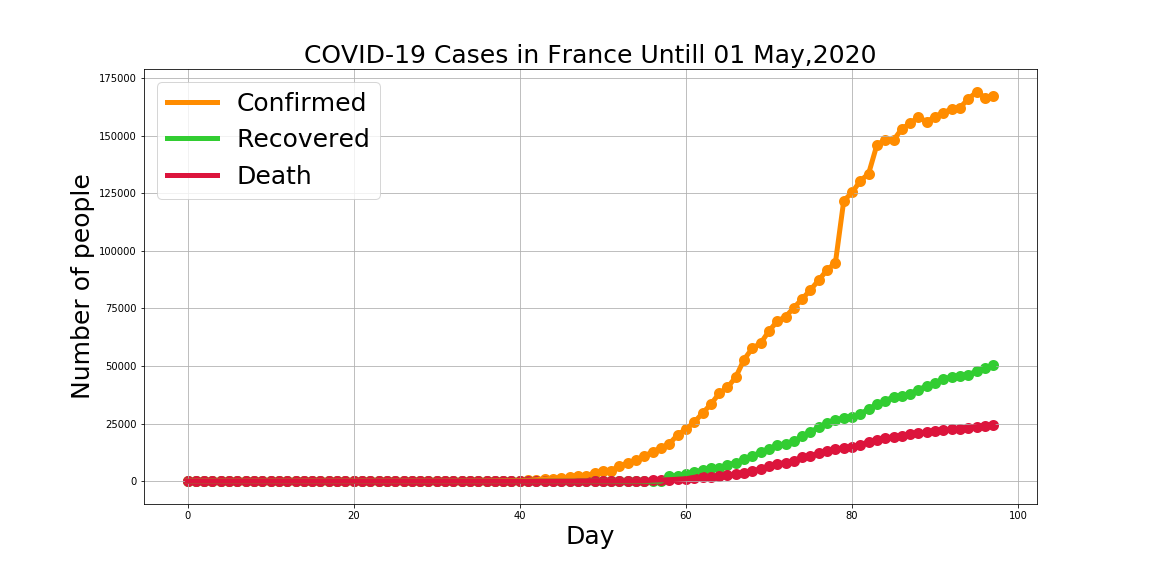 COVID-19 Cases in France Untill 01 May,2020
Confirmed
Recovered
Death
Number of people
175000
150000
125000
100000
75000
50000
25000
0
0 20 40 60 80 100
Day